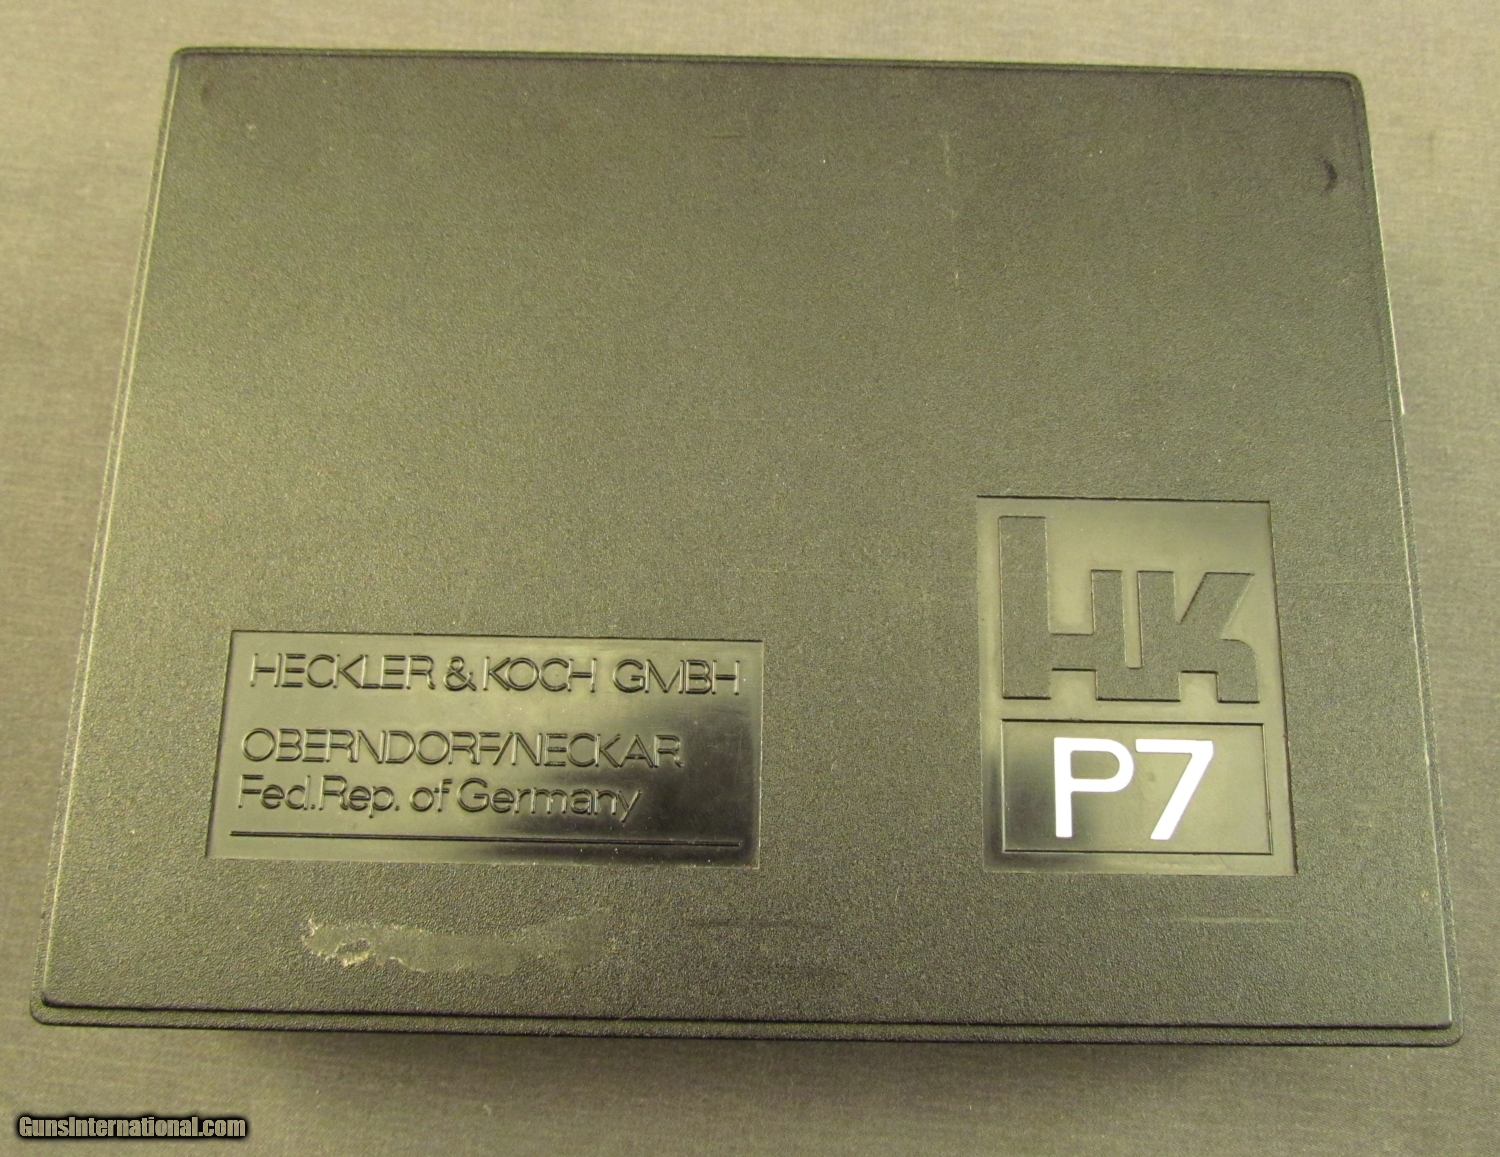 HK
HECKLER & KOCH GMBH
OBERNDORF/NECKAR
Fed.Rep. of Germany
P7
GunsInternational.com